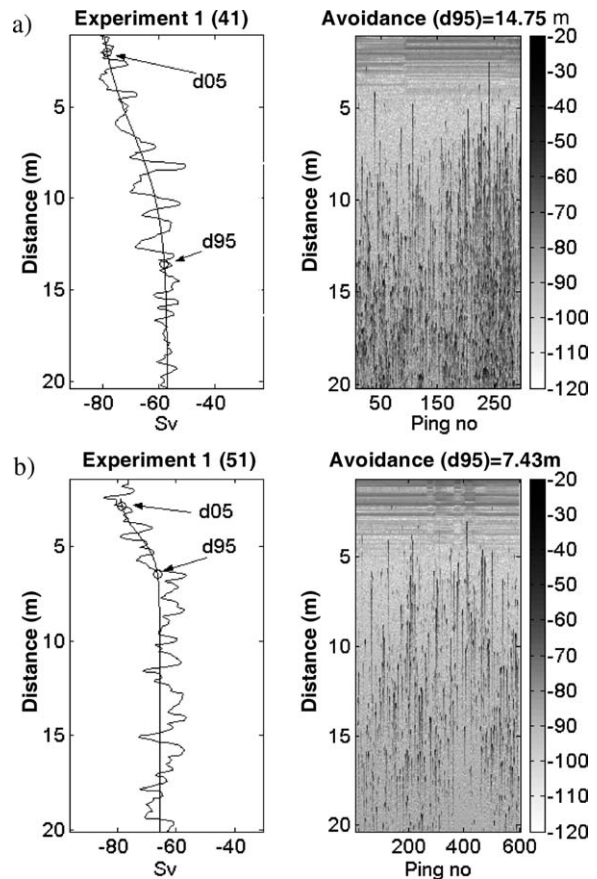 a)
Experiment 1 (41)
Avoidance (d95)=14.75 m
d05
d95
5
10
15
20
Distance (m)
-80 -60 -40
Sv
5
10
15
20
Distance (m)
50 150 250
Ping no
-20
-30
-40
-50
-60
-70
-80
-90
-100
-110
-120
b)
Experiment 1 (51)
Avoidance (d95)=7.43m
d05
d95
5
10
15
20
Distance (m)
-80 -60 -40
Sv
5
10
15
20
Distance (m)
200 400 600
Ping no
-20
-30
-40
-50
-60
-70
-80
-90
-100
-110
-120